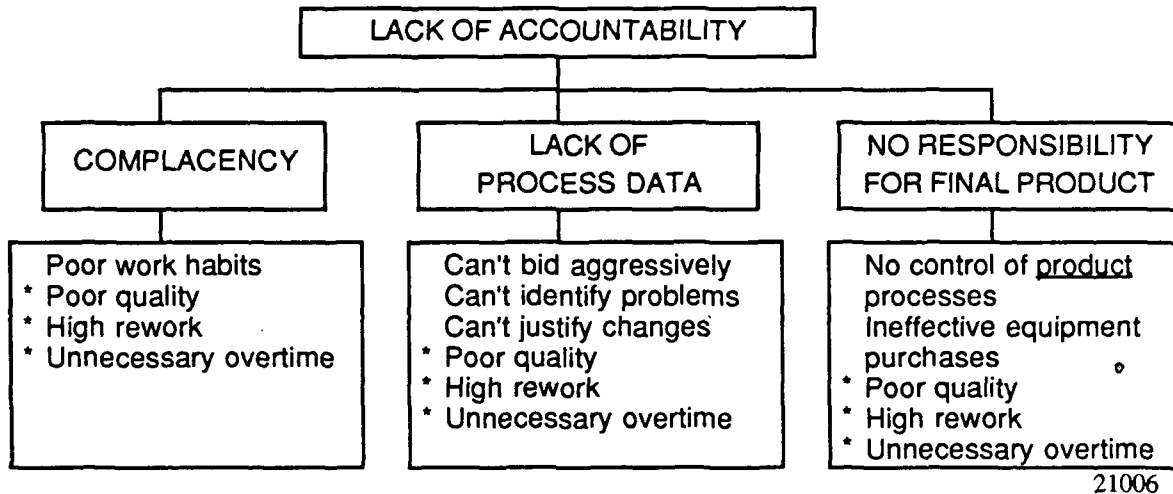 LACK OF ACCOUNTABILITY
COMPLACENCY
Poor work habits
* Poor quality
* High rework
* Unnecessary overtime
LACK OF
PROCESS DATA
Can't bid aggressively
Can't identify problems
Can't justify changes
* Poor quality
* High rework
* Unnecessary overtime
NO RESPONSIBILITY
FOR FINAL PRODUCT
No control of product
processes
Ineffective equipment
purchases
* Poor quality
* High rework
* Unnecessary overtime
21006